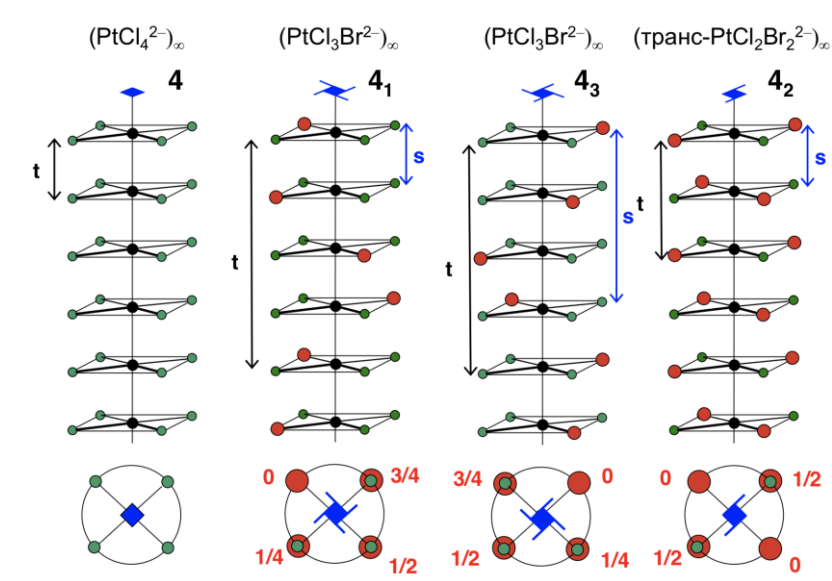 (PtCl₄²⁻)∞ (PtCl₃Br²⁻)∞ (PtCl₃Br²⁻)∞ (транс-PtCl₂Br₂²⁻)∞
4 4₁ 4₃ 4₂
s s
t t
s t
t
0 3/4 3/4 0 0 1/2
1/4 1/2 1/2 1/4 1/2 0